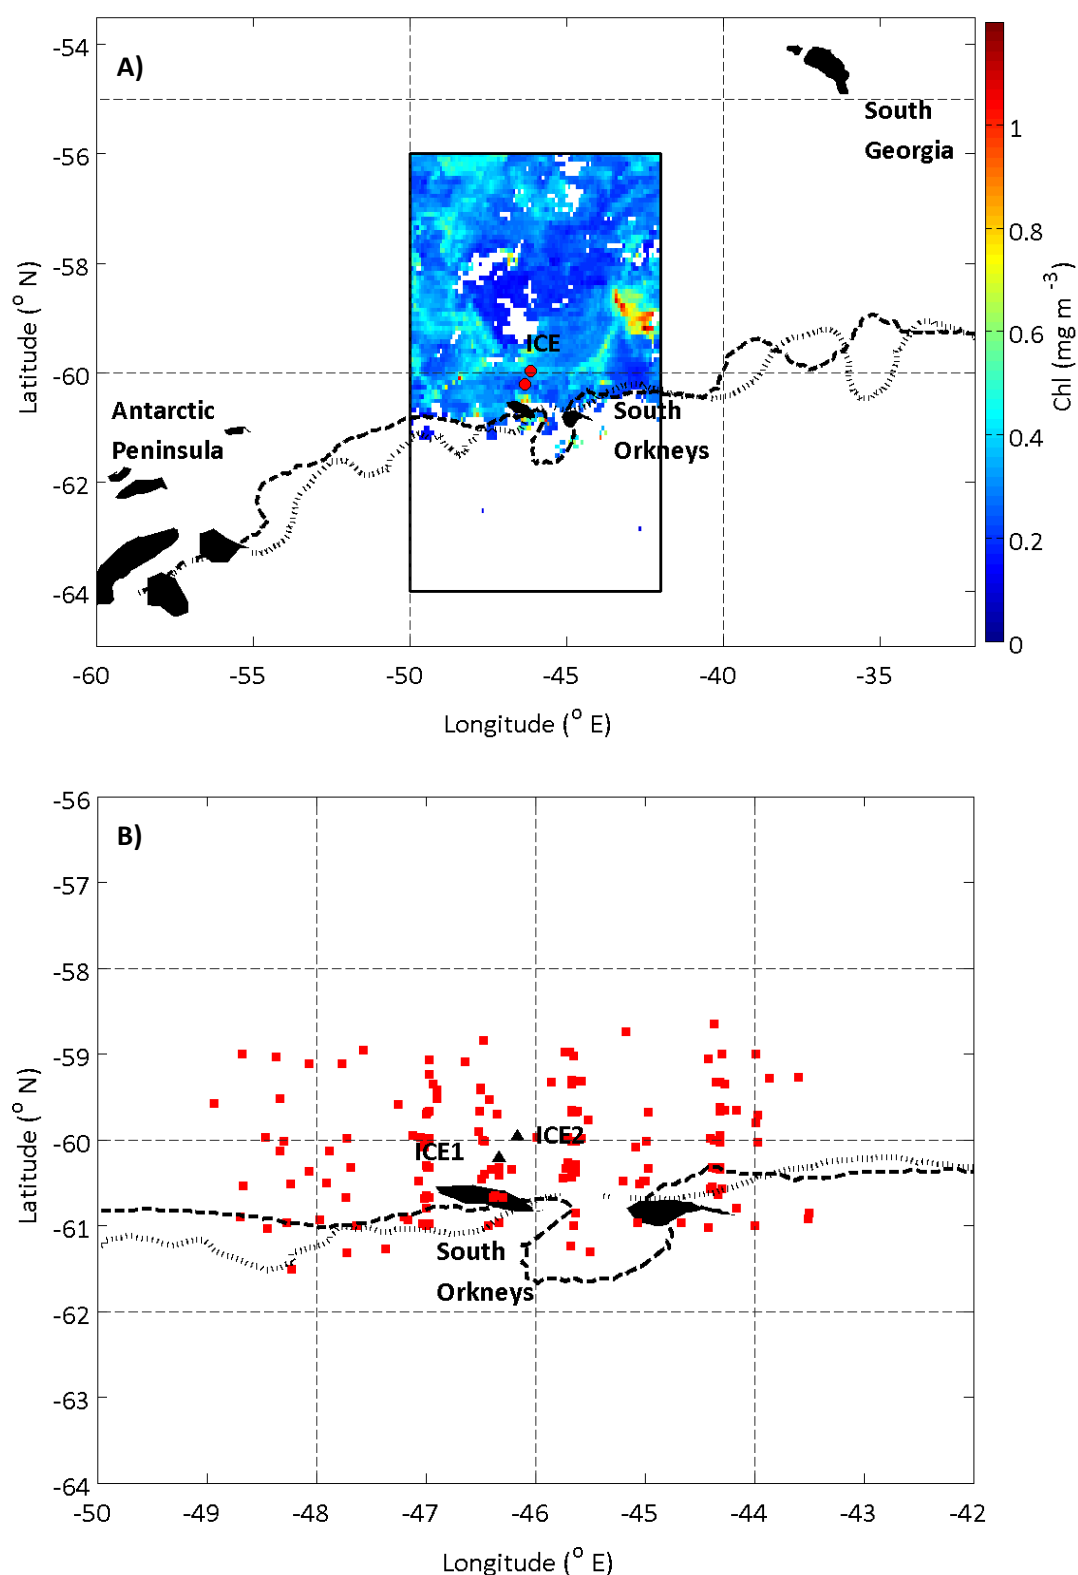 A)
-54
-56
-58
-60
-62
-64
Latitude (° N)
South
Georgia
ICE
Antarctic
Peninsula
South
Orkneys
-60
-55
-50
-45
-40
-35
Longitude (° E)
1
0.8
0.6
0.4
0.2
0
Chl (mg m -3)
B)
-56
-57
-58
-59
-60
-61
-62
-63
-64
Latitude (° N)
ICE2
ICE1
South
Orkneys
-50
-49
-48
-47
-46
-45
-44
-43
-42
Longitude (° E)